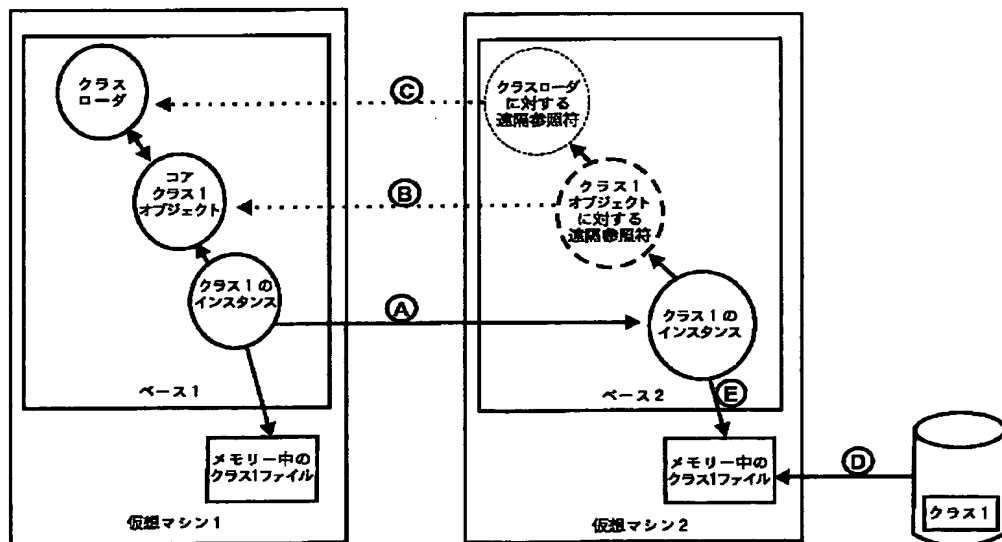 クラス
ローダ
コア
クラス1
オブジェクト
クラス1の
インスタンス
ベース1
メモリー中の
クラス1ファイル
仮想マシン1
C
B
A
クラスローダ
に対する
遠隔参照符
クラス1
オブジェクト
に対する
遠隔参照符
クラス1の
インスタンス
E
ベース2
メモリー中の
クラス1ファイル
仮想マシン2
D
クラス1